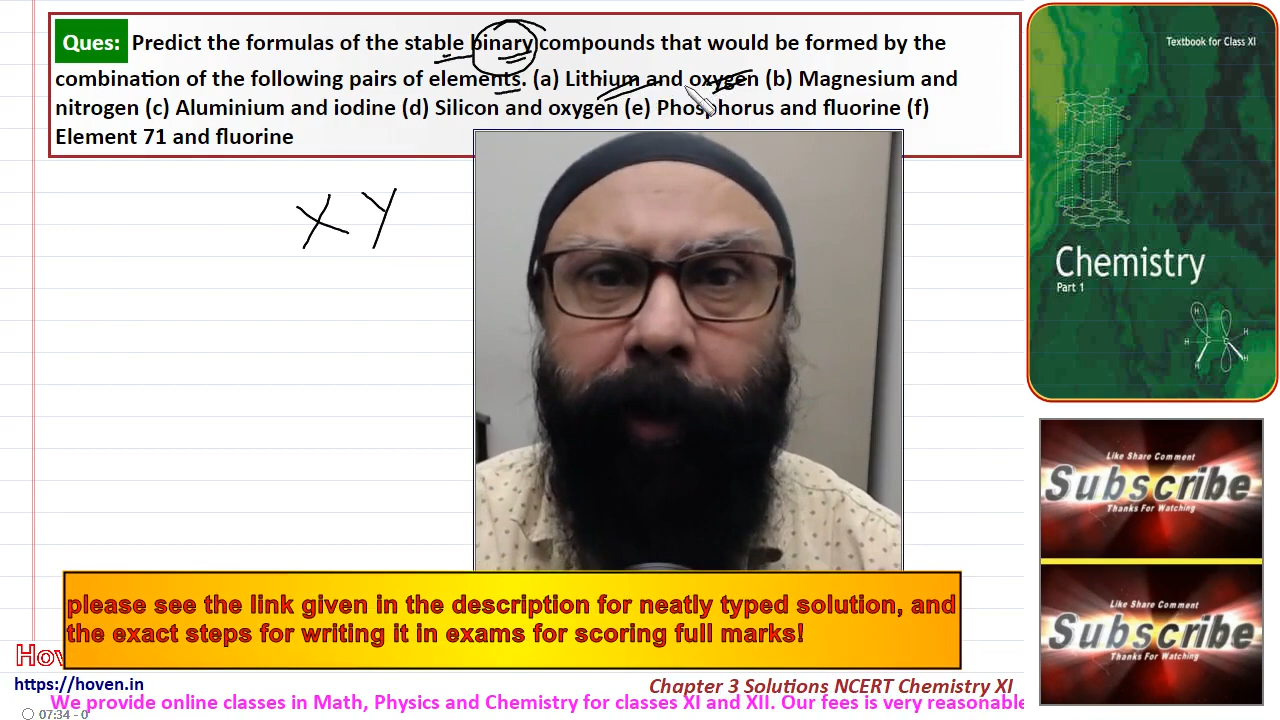 Ques: Predict the formulas of the stable binary compounds that would be formed by the
combination of the following pairs of elements. (a) Lithium and oxygen (b) Magnesium and
nitrogen (c) Aluminium and iodine (d) Silicon and oxygen (e) Phosphorus and fluorine (f)
Element 71 and fluorine
X Y
Textbook for Class XI
Chemistry
Part 1
H
H
H
C
C
H
H
H
Like Share Comment
Subscribe
Thanks For Watching
Like Share Comment
Subscribe
Thanks For Watching
please see the link given in the description for neatly typed solution, and
the exact steps for writing it in exams for scoring full marks!
Hov
https://hoven.in
Chapter 3 Solutions NCERT Chemistry XI
We provide online classes in Math, Physics and Chemistry for classes XI and XII. Our fees is very reasonable
07:34 - 0